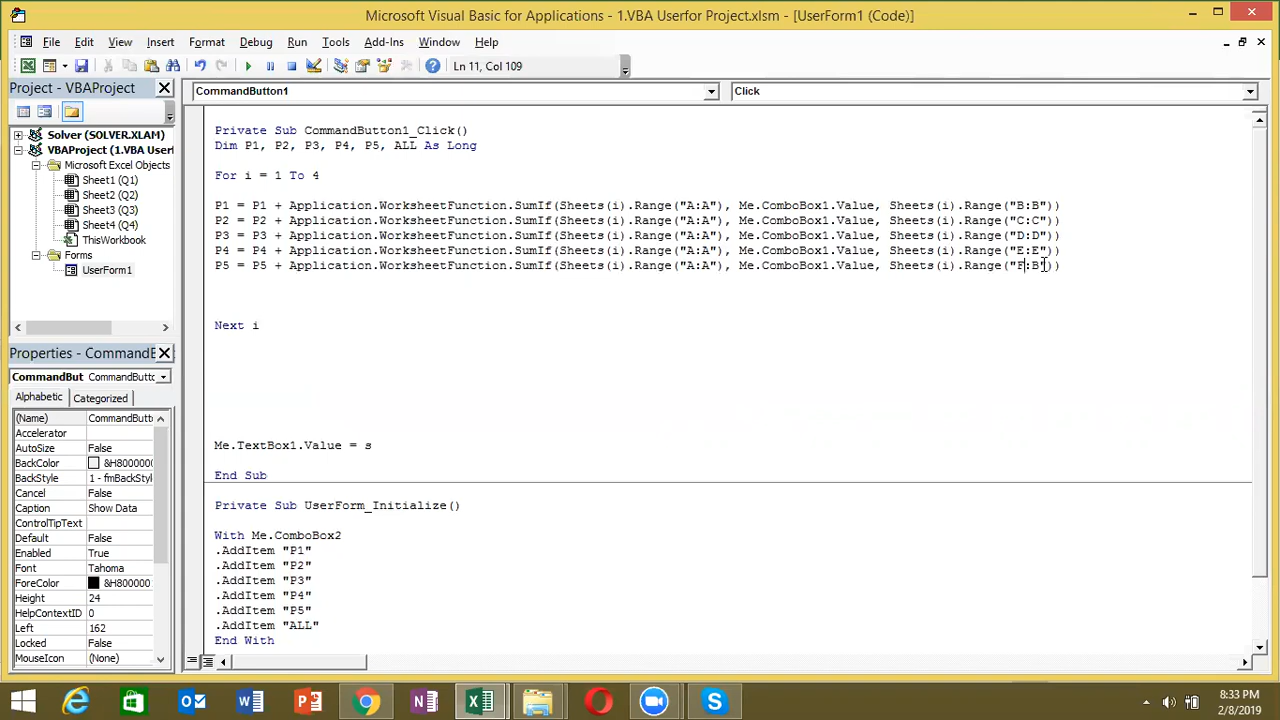 Microsoft Visual Basic for Applications - 1.VBA Userfor Project.xlsm - [UserForm1 (Code)]
File Edit View Insert Format Debug Run Tools Add-Ins Window Help
Ln 11, Col 109
Project - VBAProject
CommandButton1
Click
Solver (SOLVER.XLAM)
VBAProject (1.VBA Userf
Microsoft Excel Objects
Sheet1 (Q1)
Sheet2 (Q2)
Sheet3 (Q3)
Sheet4 (Q4)
ThisWorkbook
Forms
UserForm1
Private Sub CommandButton1_Click()
Dim P1, P2, P3, P4, P5, ALL As Long
For i = 1 To 4
P1 = P1 + Application.WorksheetFunction.SumIf(Sheets(i).Range("A:A"), Me.ComboBox1.Value, Sheets(i).Range("B:B"))
P2 = P2 + Application.WorksheetFunction.SumIf(Sheets(i).Range("A:A"), Me.ComboBox1.Value, Sheets(i).Range("C:C"))
P3 = P3 + Application.WorksheetFunction.SumIf(Sheets(i).Range("A:A"), Me.ComboBox1.Value, Sheets(i).Range("D:D"))
P4 = P4 + Application.WorksheetFunction.SumIf(Sheets(i).Range("A:A"), Me.ComboBox1.Value, Sheets(i).Range("E:E"))
P5 = P5 + Application.WorksheetFunction.SumIf(Sheets(i).Range("A:A"), Me.ComboBox1.Value, Sheets(i).Range("F:B"))
Next i
Me.TextBox1.Value = s
End Sub
Private Sub UserForm_Initialize()
With Me.ComboBox2
.AddItem "P1"
.AddItem "P2"
.AddItem "P3"
.AddItem "P4"
.AddItem "P5"
.AddItem "ALL"
End With
Properties - CommandB
CommandBut CommandButto
Alphabetic Categorized
(Name) CommandButto
Accelerator
AutoSize False
BackColor &H8000000
BackStyle 1 - fmBackStyl
Cancel False
Caption Show Data
ControlTipText
Default False
Enabled True
Font Tahoma
ForeColor &H800000
Height 24
HelpContextID 0
Left 162
Locked False
MouseIcon (None)
8:33 PM
2/8/2019